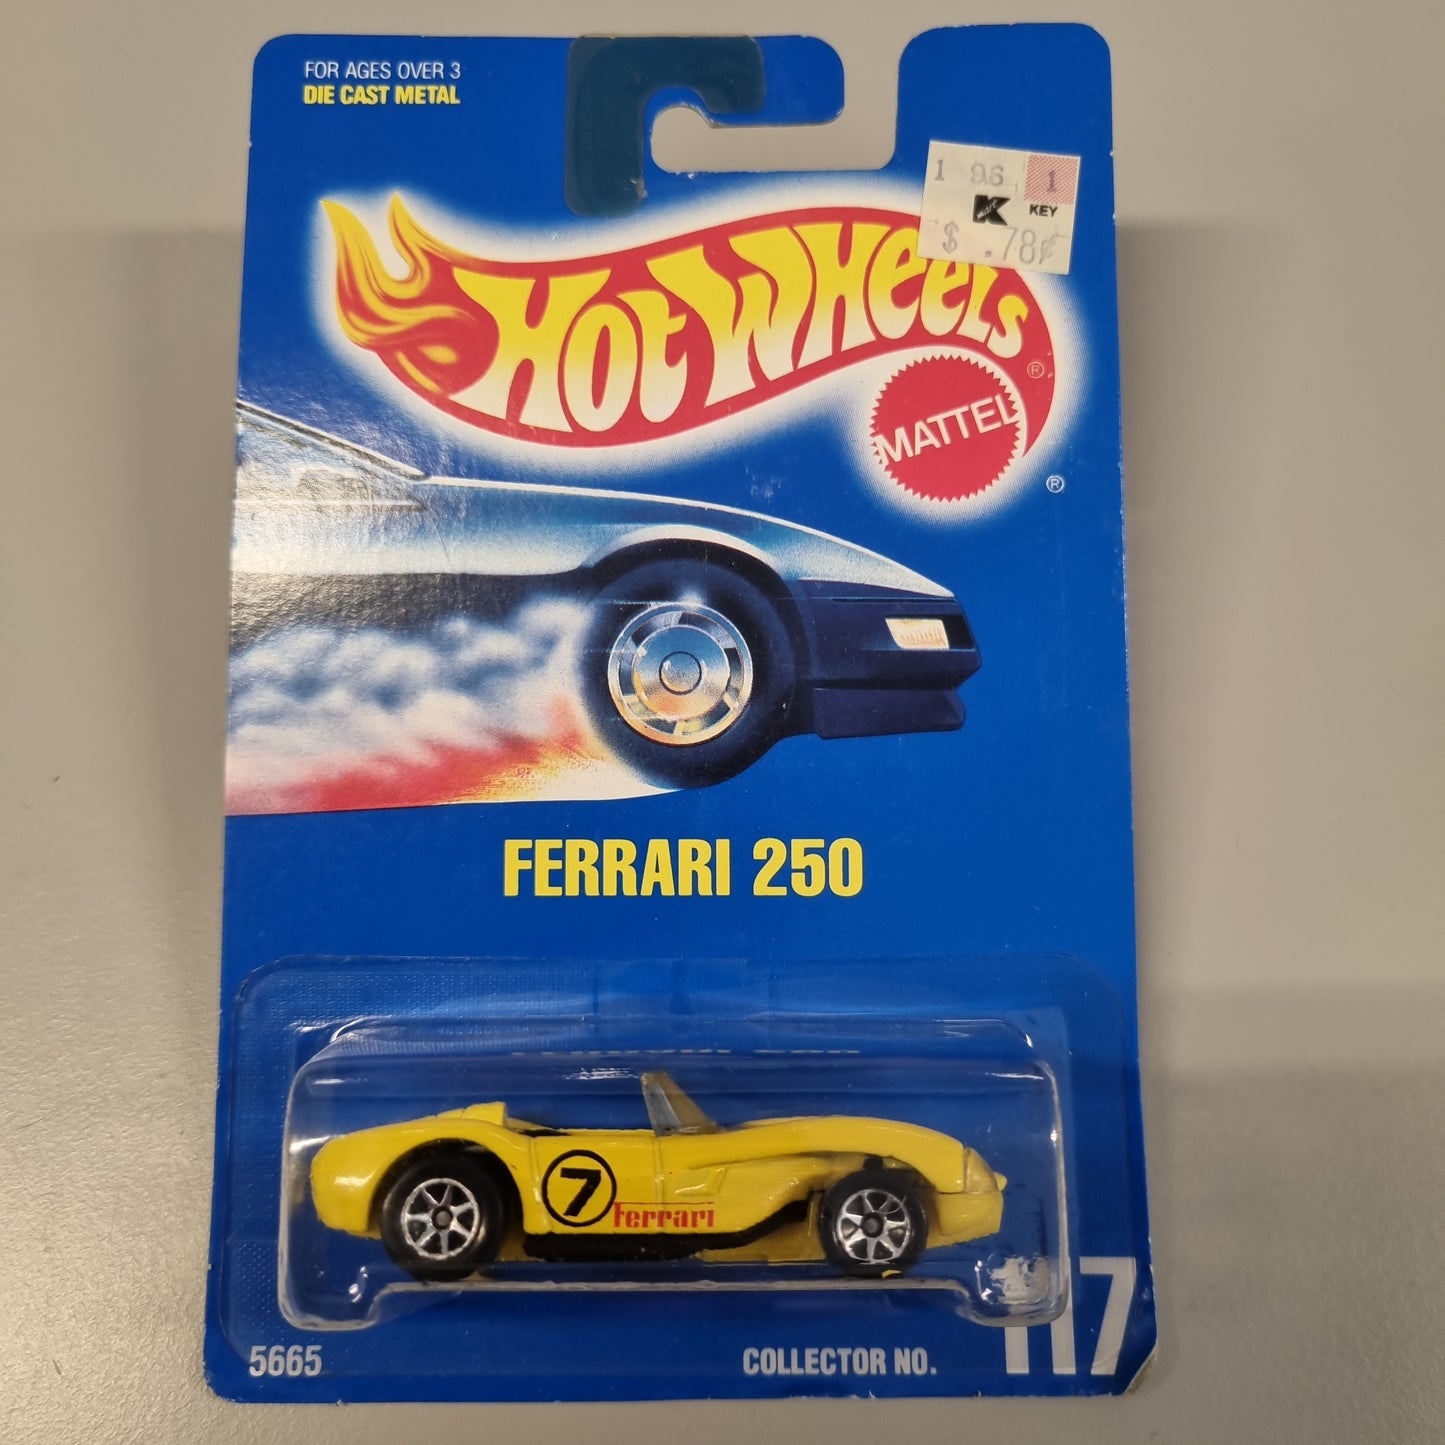 FOR AGES OVER 3
DIE CAST METAL
1 96 1
K KEY
$ .78¢
HOT WHEELS ®
MATTEL
®
FERRARI 250
7
Ferrari
5665
COLLECTOR NO. 117